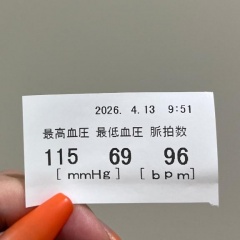 2026. 4.13 9:51
最高血圧 最低血圧 脈拍数
115 69 96
[ mmHg ] [ bpm ]